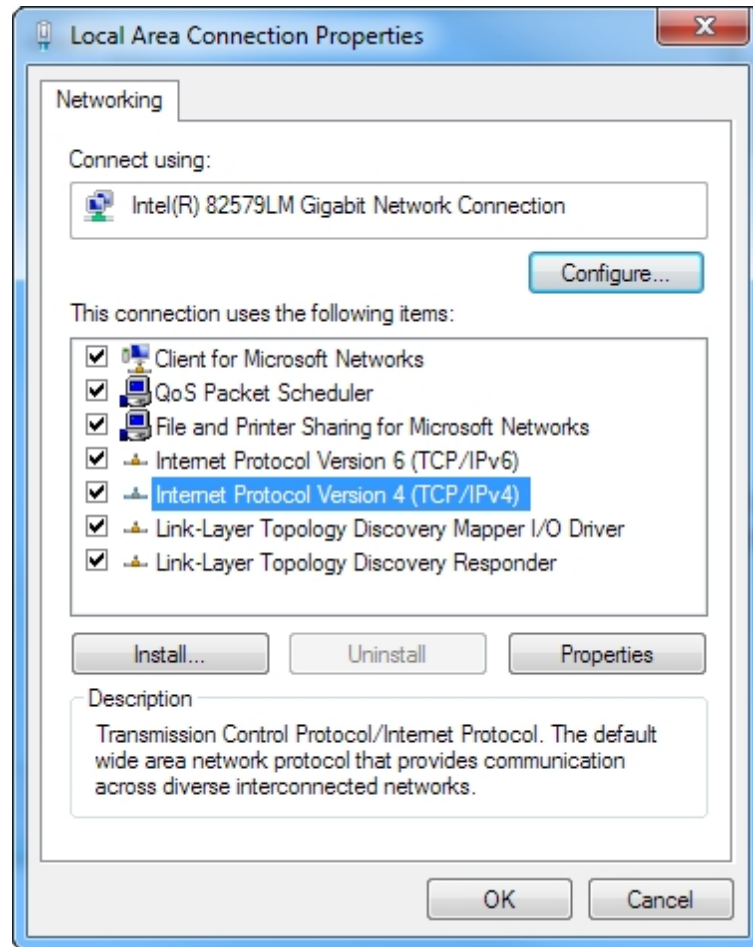 Local Area Connection Properties
Networking
Connect using:
Intel(R) 82579LM Gigabit Network Connection
Configure...
This connection uses the following items:
Client for Microsoft Networks
QoS Packet Scheduler
File and Printer Sharing for Microsoft Networks
Internet Protocol Version 6 (TCP/IPv6)
Internet Protocol Version 4 (TCP/IPv4)
Link-Layer Topology Discovery Mapper I/O Driver
Link-Layer Topology Discovery Responder
Install... Uninstall Properties
Description
Transmission Control Protocol/Internet Protocol. The default
wide area network protocol that provides communication
across diverse interconnected networks.
OK Cancel